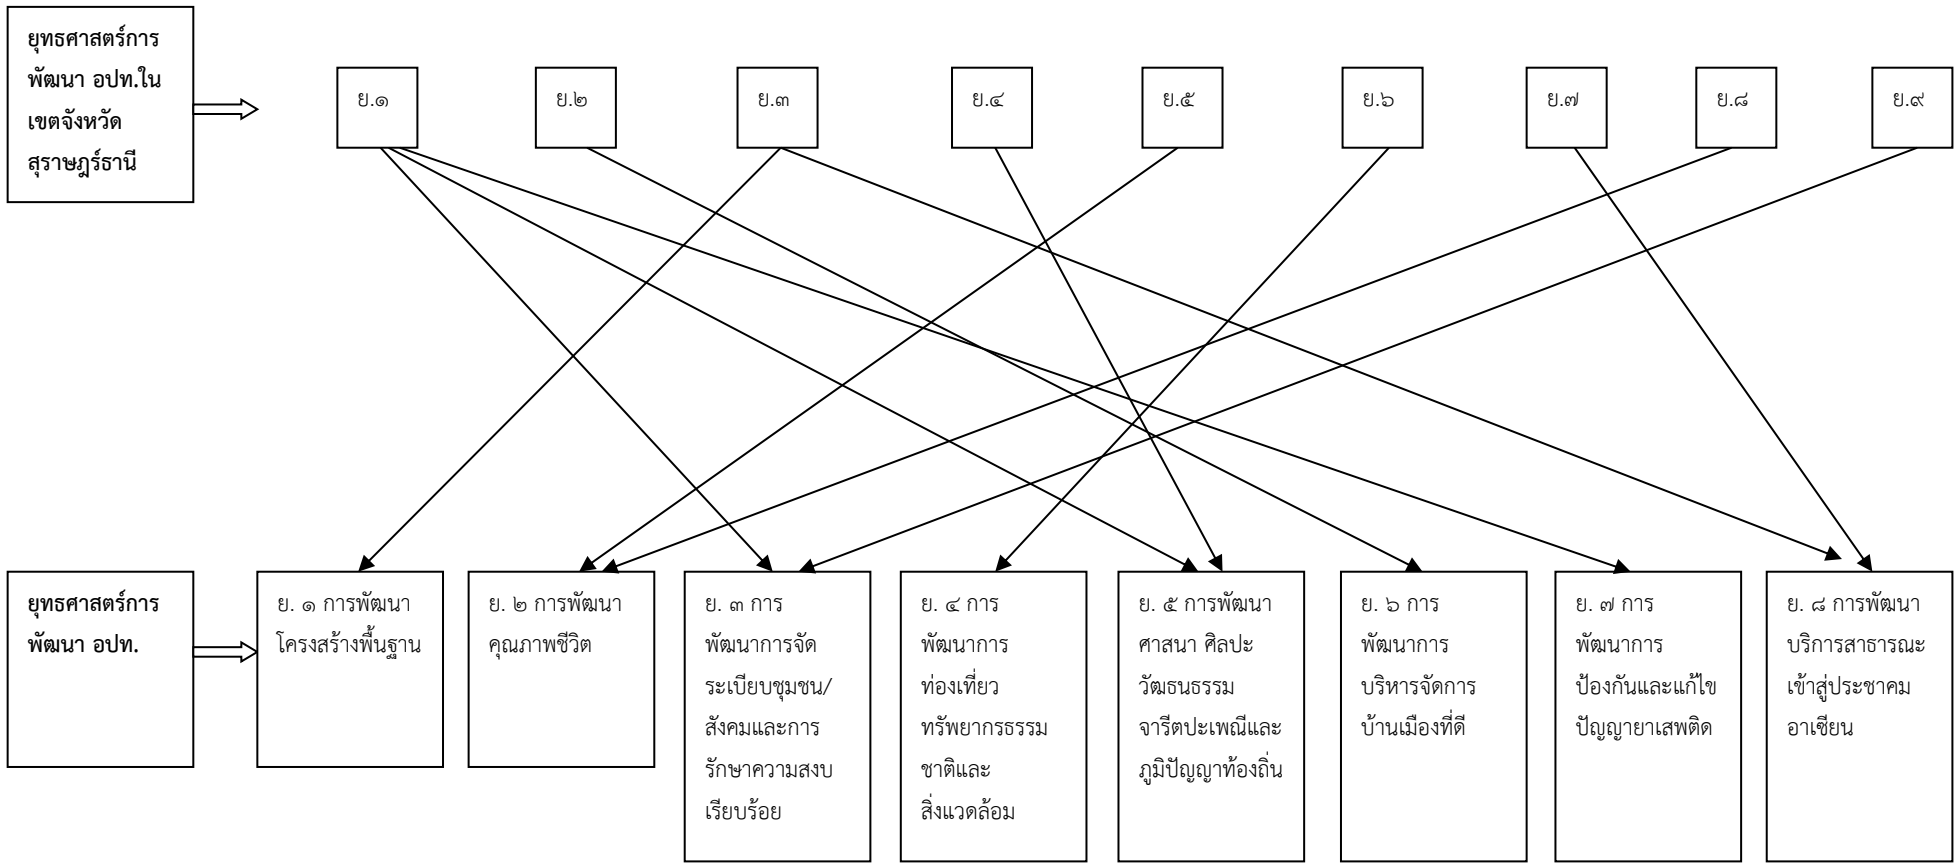 ยุทธศาสตร์การ
พัฒนา อปท.ใน
เขตจังหวัด
สุราษฎร์ธานี
ย.๑
ย.๒
ย.๓
ย.๔
ย.๕
ย.๖
ย.๗
ย.๘
ย.๙
ยุทธศาสตร์การ
พัฒนา อปท.
ย. ๑ การพัฒนา
โครงสร้างพื้นฐาน
ย. ๒ การพัฒนา
คุณภาพชีวิต
ย. ๓ การ
พัฒนาการจัด
ระเบียบชุมชน/
สังคมและการ
รักษาความสงบ
เรียบร้อย
ย. ๔ การ
พัฒนาการ
ท่องเที่ยว
ทรัพยากรธรรม
ชาติและ
สิ่งแวดล้อม
ย. ๕ การพัฒนา
ศาสนา ศิลปะ
วัฒธนธรรม
จารีตปะเพณีและ
ภูมิปัญญาท้องถิ่น
ย. ๖ การ
พัฒนาการ
บริหารจัดการ
บ้านเมืองที่ดี
ย. ๗ การ
พัฒนาการ
ป้องกันและแก้ไข
ปัญญายาเสพติด
ย. ๘ การพัฒนา
บริการสาธารณะ
เข้าสู่ประชาคม
อาเซียน